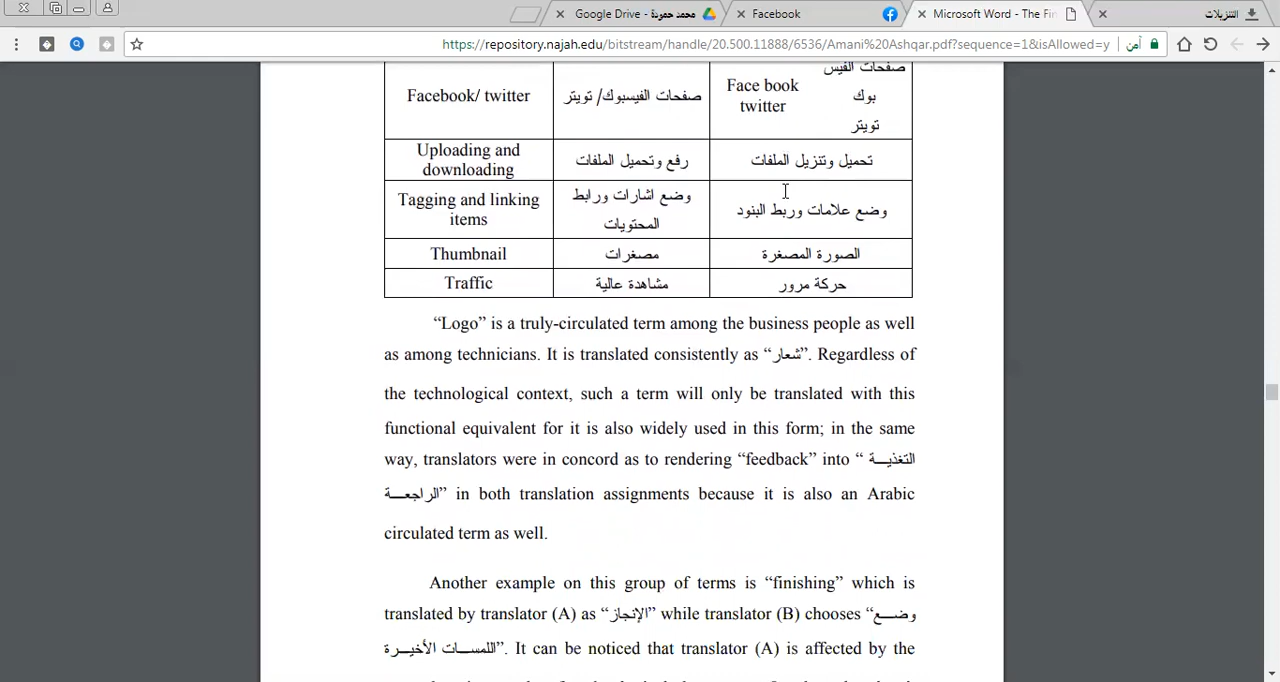 Google Drive - محمد حمودة
Facebook
Microsoft Word - The Fin
التنزيلات
https://repository.najah.edu/bitstream/handle/20.500.11888/6536/Amani%20Ashqar.pdf?sequence=1&isAllowed=y
آمن
Facebook/ twitter
صفحات الفيسبوك/ تويتر
Face book
twitter
صفحات الفيس
بوك
تويتر
Uploading and
downloading
رفع وتحميل الملفات
تحميل وتنزيل الملفات
Tagging and linking
items
وضع اشارات ورابط
المحتويات
وضع علامات وربط البنود
Thumbnail
مصغرات
الصورة المصغرة
Traffic
مشاهدة عالية
حركة مرور
“Logo” is a truly-circulated term among the business people as well
as among technicians. It is translated consistently as “شعار”. Regardless of
the technological context, such a term will only be translated with this
functional equivalent for it is also widely used in this form; in the same
way, translators were in concord as to rendering “feedback” into “ التغذيـــة
الراجعـــة” in both translation assignments because it is also an Arabic
circulated term as well.
Another example on this group of terms is “finishing” which is
translated by translator (A) as “الإنجاز” while translator (B) chooses “وضـــع
اللمســـات الأخيـــرة”. It can be noticed that translator (A) is affected by the